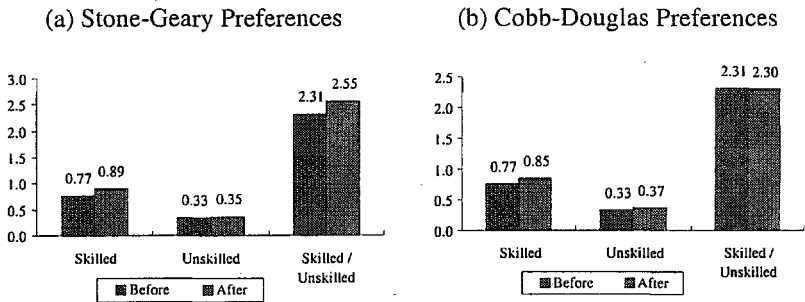 (a) Stone-Geary Preferences
3.0
2.5
2.0
1.5
1.0
0.5
0.0
0.77 0.89
0.33 0.35
2.31 2.55
Skilled
Unskilled
Skilled /
Unskilled
Before After
(b) Cobb-Douglas Preferences
2.5
2.0
1.5
1.0
0.5
0.0
0.77 0.85
0.33 0.37
2.31 2.30
Skilled
Unskilled
Skilled /
Unskilled
Before After